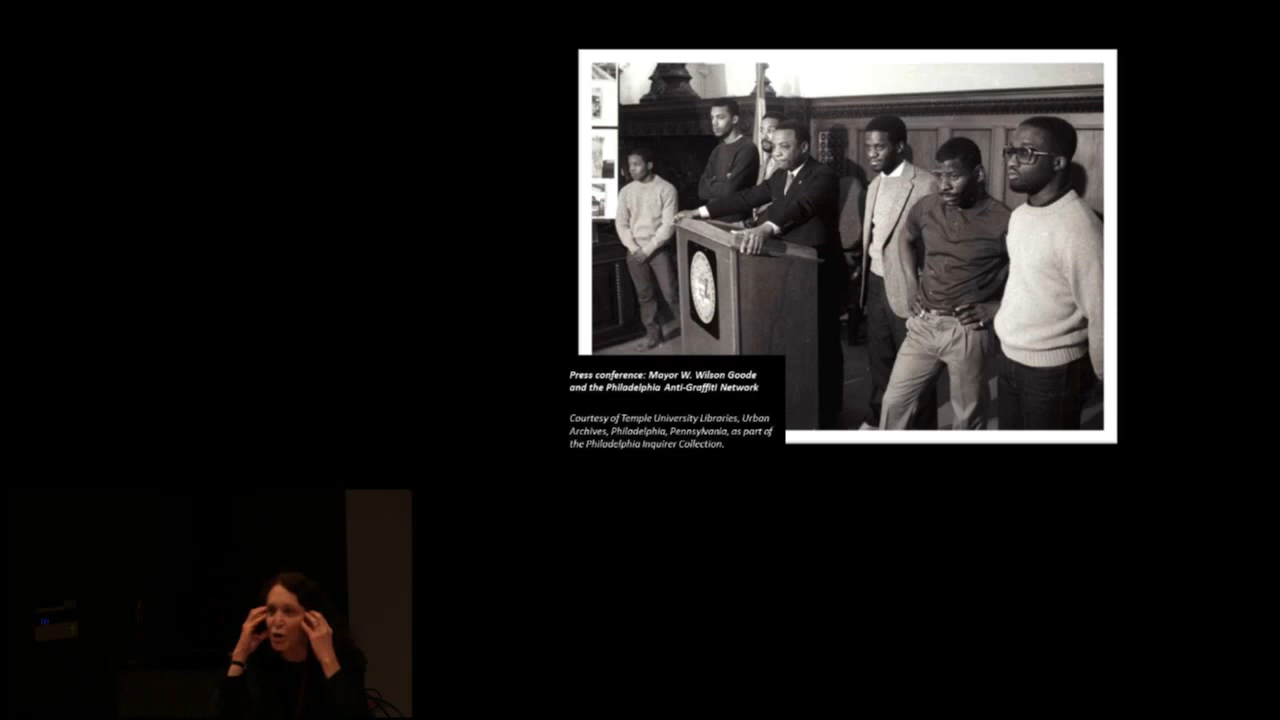 Press conference: Mayor W. Wilson Goode
and the Philadelphia Anti-Graffiti Network
Courtesy of Temple University Libraries, Urban
Archives, Philadelphia, Pennsylvania, as part of
the Philadelphia Inquirer Collection.